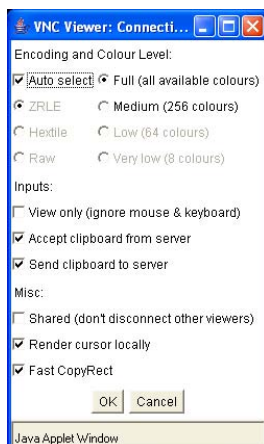 VNC Viewer: Connecti...
Encoding and Colour Level:
Auto select Full (all available colours)
ZRLE Medium (256 colours)
Hextile Low (64 colours)
Raw Very low (8 colours)
Inputs:
View only (ignore mouse & keyboard)
Accept clipboard from server
Send clipboard to server
Misc:
Shared (don't disconnect other viewers)
Render cursor locally
Fast CopyRect
OK Cancel
Java Applet Window